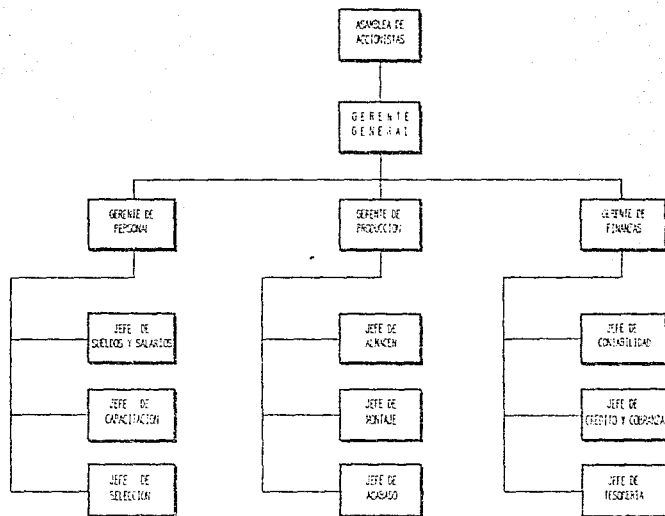 ASAMBLEA DE
ACCIONISTAS
GERENTE
GENERAL
GERENTE DE
PERSONAL
GERENTE DE
PRODUCCION
GERENTE DE
FINANZAS
JEFE DE
SUELDOS Y SALARIOS
JEFE DE
ALMACEN
JEFE DE
CONTABILIDAD
JEFE DE
CAPACITACION
JEFE DE
MONTAJE
JEFE DE
CREDITO Y COBRANZA
JEFE DE
SELECCION
JEFE DE
ACABADO
JEFE DE
TESORERIA